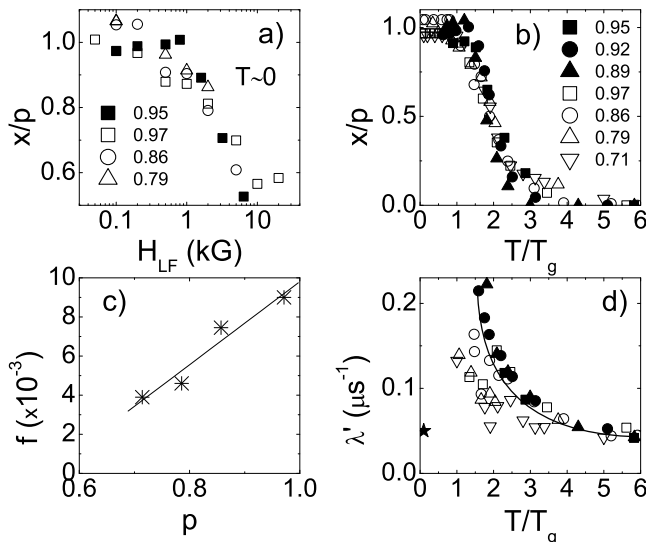 a)
T~0
x/p
1.0
0.8
0.6
0.95
0.97
0.86
0.79
0.1
1
10
H_LF (kG)
b)
x/p
1.0
0.5
0.0
0.95
0.92
0.89
0.97
0.86
0.79
0.71
0 1 2 3 4 5 6
T/T_g
c)
f (x10⁻³)
10
8
6
4
2
0
0.6 0.8 1.0
p
d)
λ' (μs⁻¹)
0.2
0.1
0.0
0 1 2 3 4 5 6
T/T_g